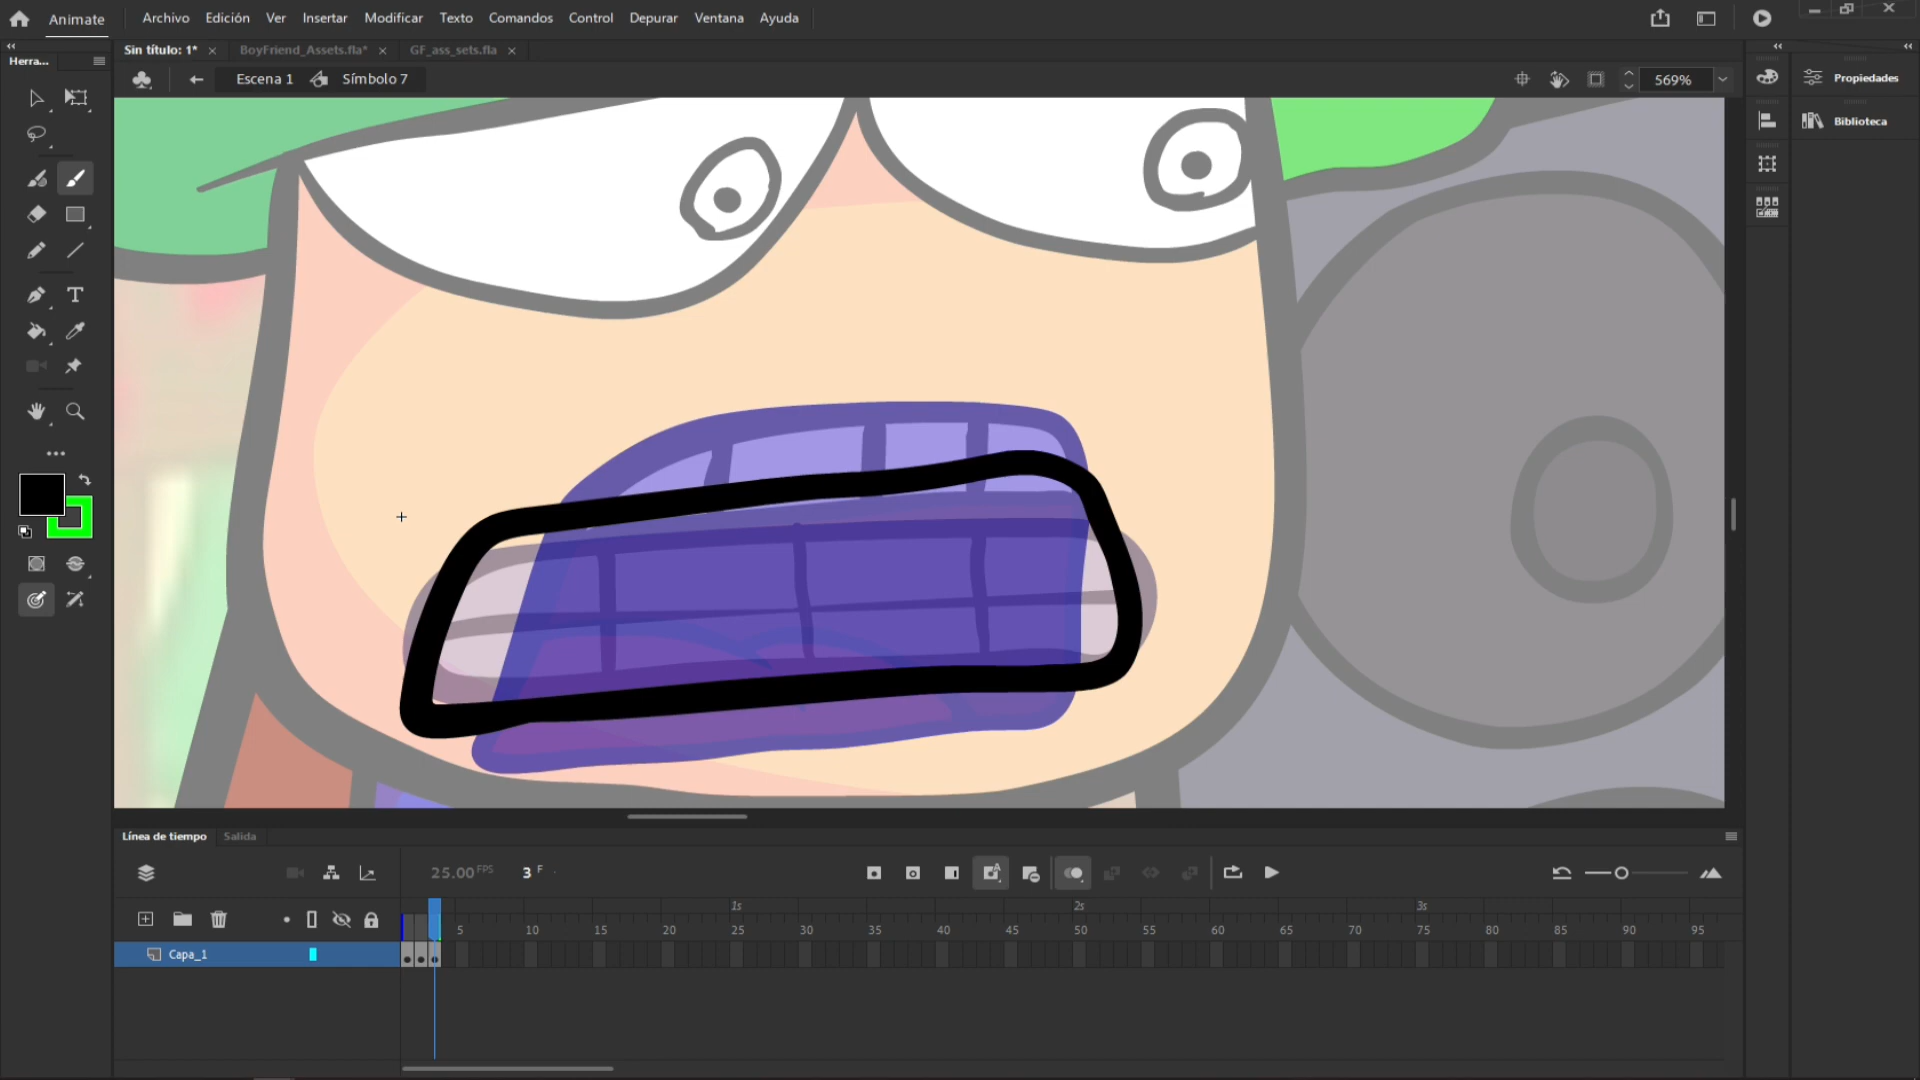 Animate Archivo Edición Ver Insertar Modificar Texto Comandos Control Depurar Ventana Ayuda
Sin título: 1* BoyFriend_Assets.fla* GF_ass_sets.fla
Herra...
Escena 1 Símbolo 7 569%
Propiedades
Biblioteca
Línea de tiempo Salida
25.00 FPS 3 F
1s 2s 3s
5 10 15 20 25 30 35 40 45 50 55 60 65 70 75 80 85 90 95
Capa_1